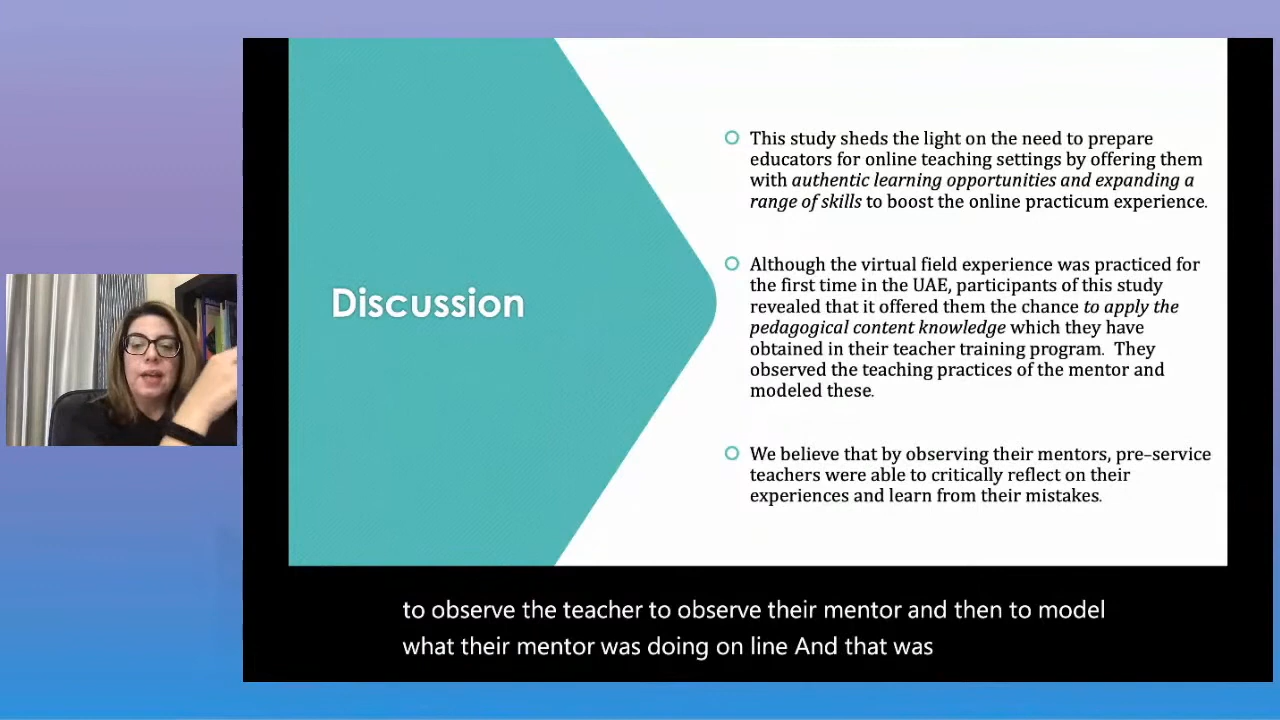 Discussion
This study sheds the light on the need to prepare
educators for online teaching settings by offering them
with authentic learning opportunities and expanding a
range of skills to boost the online practicum experience.
Although the virtual field experience was practiced for
the first time in the UAE, participants of this study
revealed that it offered them the chance to apply the
pedagogical content knowledge which they have
obtained in their teacher training program. They
observed the teaching practices of the mentor and
modeled these.
We believe that by observing their mentors, pre-service
teachers were able to critically reflect on their
experiences and learn from their mistakes.
to observe the teacher to observe their mentor and then to model
what their mentor was doing on line And that was